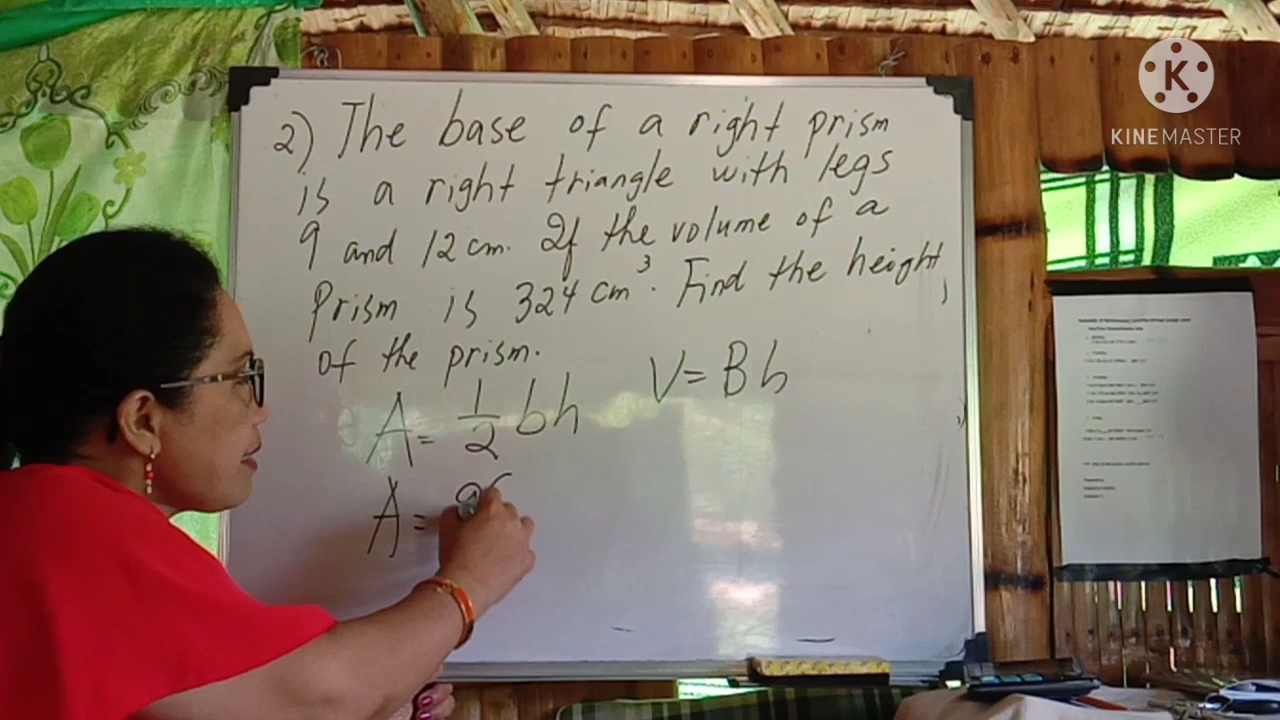 2) The base of a right prism
is a right triangle with legs
9 and 12 cm. If the volume of a
Prism is 324 cm³. Find the height
of the prism.
A = 1/2 bh
V = Bh
A = 9(
KINEMASTER